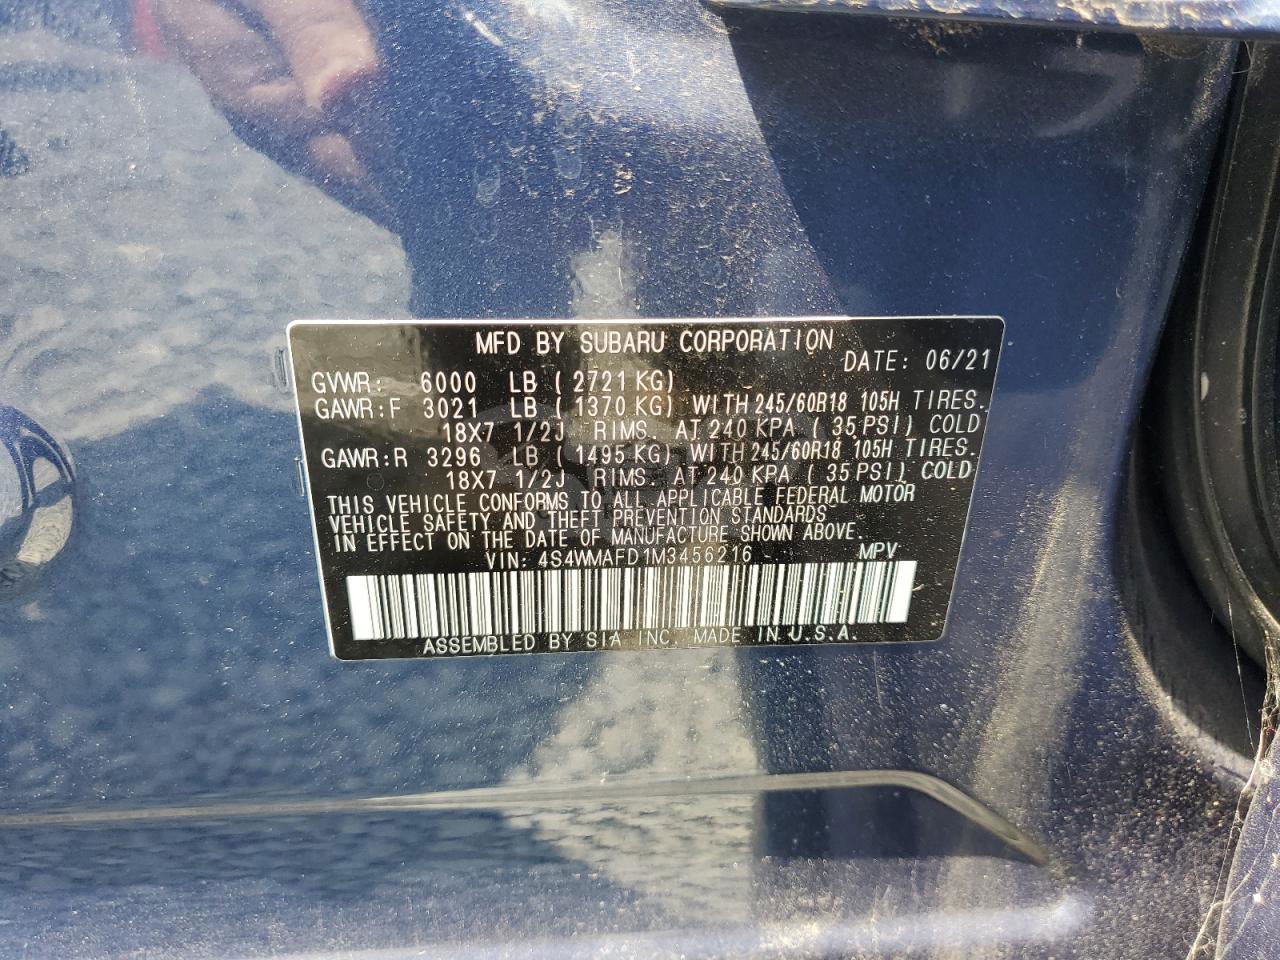 MFD BY SUBARU CORPORATION
DATE: 06/21
GVWR: 6000 LB ( 2721 KG)
GAWR:F 3021 LB ( 1370 KG) WITH 245/60R18 105H TIRES.
18X7 1/2J RIMS. AT 240 KPA ( 35 PSI) COLD
GAWR:R 3296 LB ( 1495 KG) WITH 245/60R18 105H TIRES.
18X7 1/2J RIMS. AT 240 KPA ( 35 PSI) COLD
THIS VEHICLE CONFORMS TO ALL APPLICABLE FEDERAL MOTOR
VEHICLE SAFETY AND THEFT PREVENTION STANDARDS
IN EFFECT ON THE DATE OF MANUFACTURE SHOWN ABOVE.
VIN: 4S4WMAFD1M3456216 MPV
ASSEMBLED BY SIA INC. MADE IN U.S.A.